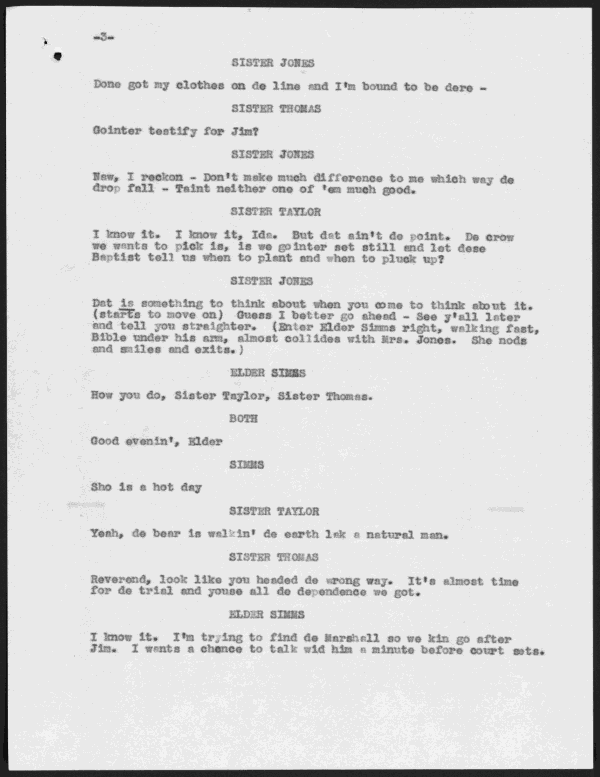 -3-
SISTER JONES
Done got my clothes on de line and I'm bound to be dere -
SISTER THOMAS
Gointer testify for Jim?
SISTER JONES
Naw, I reckon - Don't make much difference to me which way de
drop fall - Taint neither one of 'em much good.
SISTER TAYLOR
I know it. I know it, Ida. But dat ain't de point. De crow
we wants to pick is, is we gointer set still and let dese
Baptist tell us when to plant and when to pluck up?
SISTER JONES
Dat is something to think about when you come to think about it.
(starts to move on) Guess I better go ahead - See y'all later
and tell you straighter. (Enter Elder Simms right, walking fast,
Bible under his arm, almost collides with Mrs. Jones. She nods
and smiles and exits.)
ELDER SIMMS
How you do, Sister Taylor, Sister Thomas.
BOTH
Good evenin', Elder
SIMMS
Sho is a hot day
SISTER TAYLOR
Yeah, de bear is walkin' de earth lak a natural man.
SISTER THOMAS
Reverend, look like you headed de wrong way. It's almost time
for de trial and youse all de dependence we got.
ELDER SIMMS
I know it. I'm trying to find de Marshall so we kin go after
Jim. I wants a chance to talk wid him a minute before court sets.